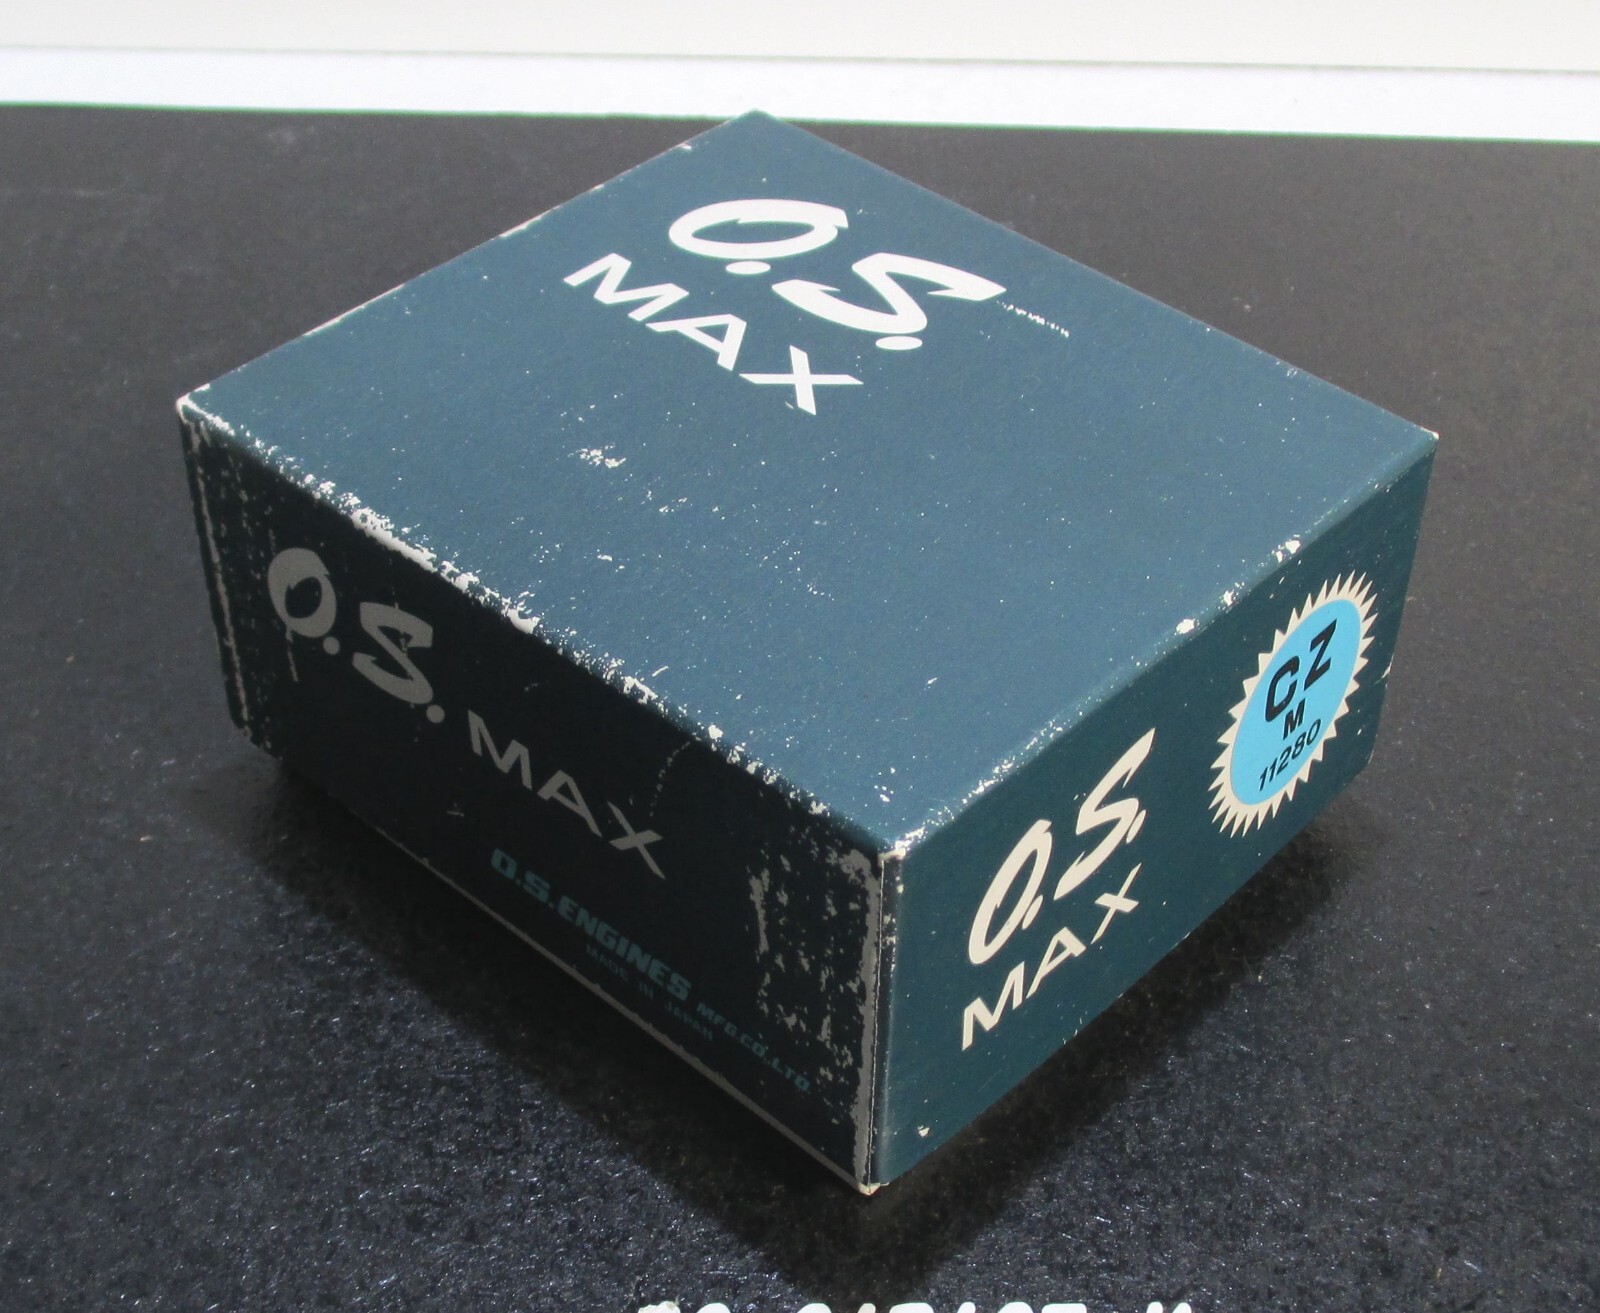 O.S.
MAX
O.S. MAX
O.S.ENGINES MFG.CO.,LTD.
MADE IN JAPAN
O.S.
MAX
CZ
M
11280